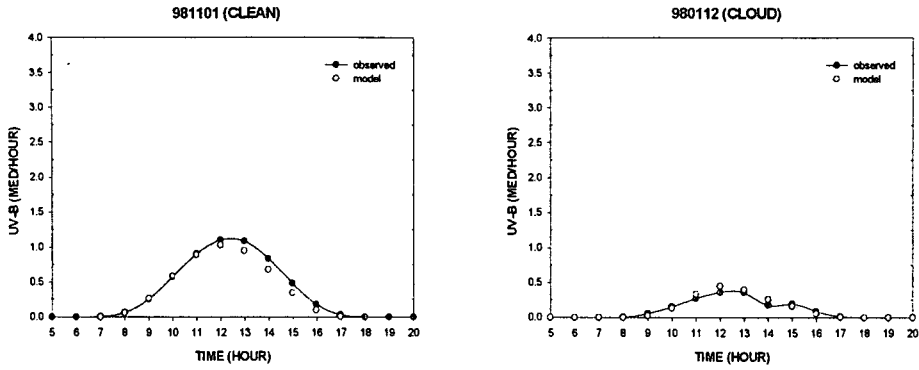 981101 (CLEAN)
4.0
3.5
3.0
2.5
2.0
1.5
1.0
0.5
0.0
UV-B (MED/HOUR)
observed
model
5 6 7 8 9 10 11 12 13 14 15 16 17 18 19 20
TIME (HOUR)
980112 (CLOUD)
4.0
3.5
3.0
2.5
2.0
1.5
1.0
0.5
0.0
UV-B (MED/HOUR)
observed
model
5 6 7 8 9 10 11 12 13 14 15 16 17 18 19 20
TIME (HOUR)